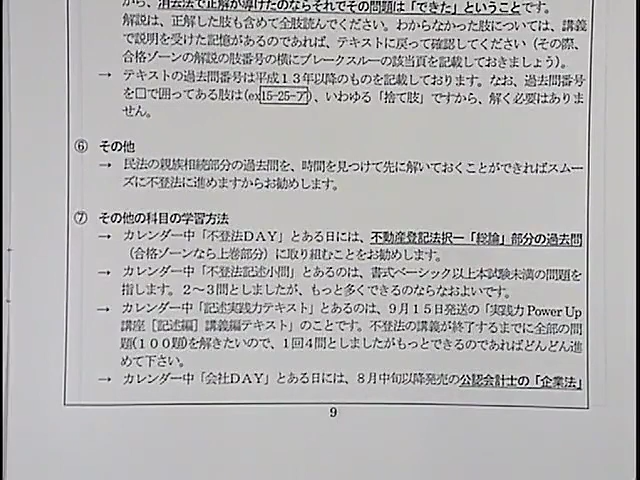 から、消去法で正解が導けたのならそれでその問題は「できた」ということです。
解説は、正解した肢も含めて全肢読んでください。わからなかった肢については、講義
で説明を受けた記憶があるのであれば、テキストに戻って確認してください（その際、
合格ゾーンの解説の肢番号の横にブレークスルーの該当頁を記載しておきましょう）。
→ テキストの過去問番号は平成１３年以降のものを記載しております。なお、過去問番号
を□で囲ってある肢は(ex15-25-ア)、いわゆる「捨て肢」ですから、解く必要はありま
せん。
⑥ その他
→ 民法の親族相続部分の過去問を、時間を見つけて先に解いておくことができればスムー
ズに不登法に進めますからお勧めします。
⑦ その他の科目の学習方法
→ カレンダー中「不登法ＤＡＹ」とある日には、不動産登記法択一「総論」部分の過去問
（合格ゾーンなら上巻部分）に取り組むことをお勧めします。
→ カレンダー中「不登法記述小問」とあるのは、書式ベーシック以上本試験未満の問題を
指します。２～３問としましたが、もっと多くできるのならなおよいです。
→ カレンダー中「記述実践力テキスト」とあるのは、９月１５日発送の「実践力 Power Up
講座［記述編］講義編テキスト」のことです。不登法の講義が終了するまでに全部の問
題(１００題)を解きたいので、１回４問としましたがもっとできるのであればどんどん進
めて下さい。
→ カレンダー中「会社ＤＡＹ」とある日には、８月中旬以降発売の公認会計士の「企業法」
9